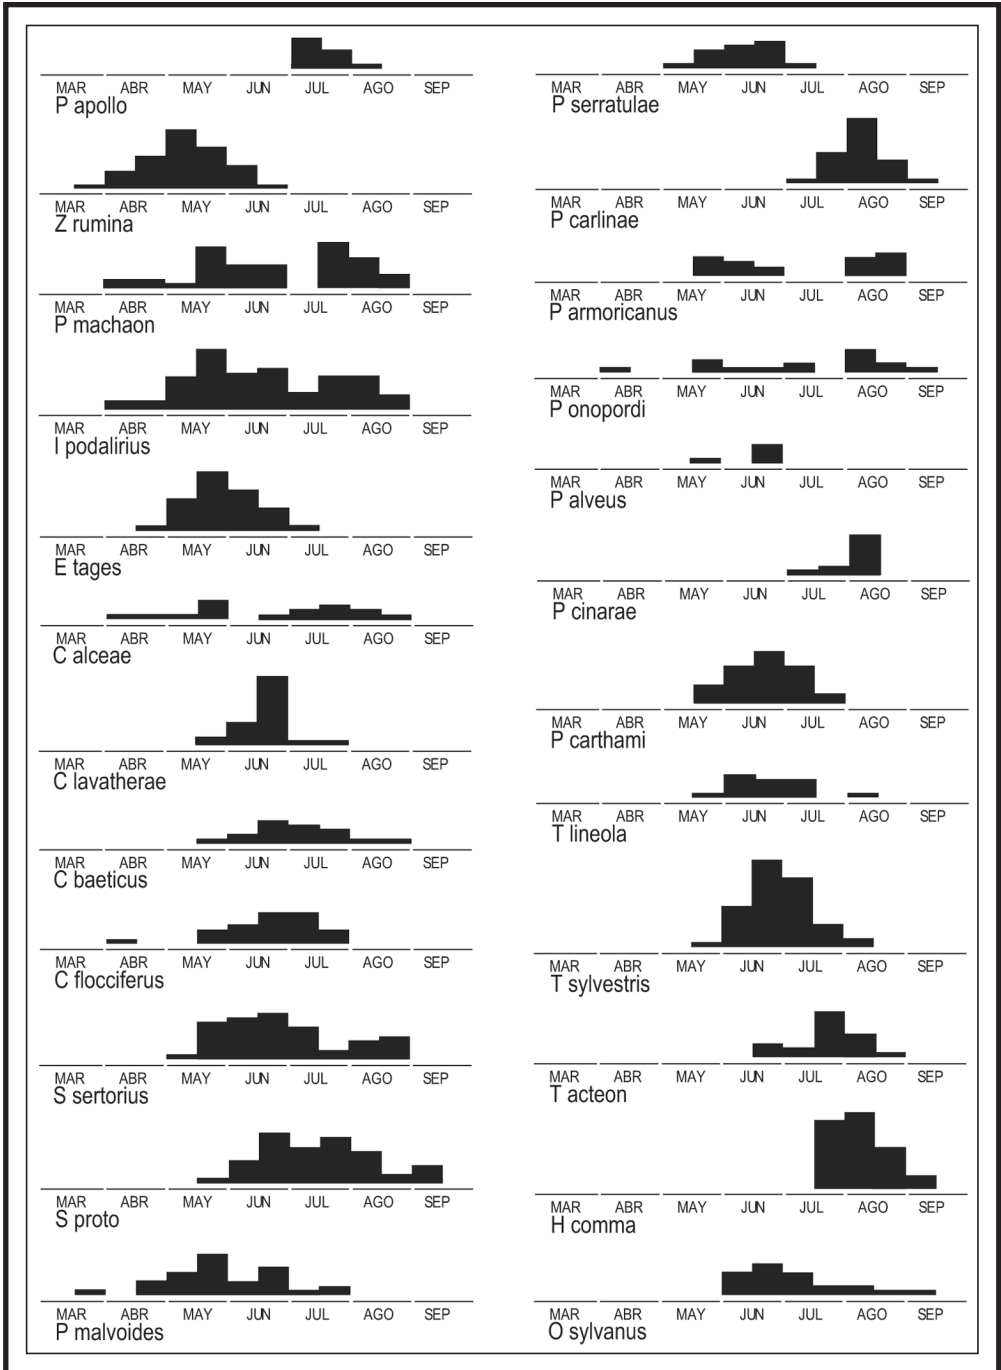 MAR ABR MAY JUN JUL AGO SEP
P apollo
MAR ABR MAY JUN JUL AGO SEP
Z rumina
MAR ABR MAY JUN JUL AGO SEP
P machaon
MAR ABR MAY JUN JUL AGO SEP
I podalirius
MAR ABR MAY JUN JUL AGO SEP
E tages
MAR ABR MAY JUN JUL AGO SEP
C alceae
MAR ABR MAY JUN JUL AGO SEP
C lavatherae
MAR ABR MAY JUN JUL AGO SEP
C baeticus
MAR ABR MAY JUN JUL AGO SEP
C flocciferus
MAR ABR MAY JUN JUL AGO SEP
S sertorius
MAR ABR MAY JUN JUL AGO SEP
S proto
MAR ABR MAY JUN JUL AGO SEP
P malvoides
MAR ABR MAY JUN JUL AGO SEP
P serratulae
MAR ABR MAY JUN JUL AGO SEP
P carlinae
MAR ABR MAY JUN JUL AGO SEP
P armoricanus
MAR ABR MAY JUN JUL AGO SEP
P onopordi
MAR ABR MAY JUN JUL AGO SEP
P alveus
MAR ABR MAY JUN JUL AGO SEP
P cinarae
MAR ABR MAY JUN JUL AGO SEP
P carthami
MAR ABR MAY JUN JUL AGO SEP
T lineola
MAR ABR MAY JUN JUL AGO SEP
T sylvestris
MAR ABR MAY JUN JUL AGO SEP
T acteon
MAR ABR MAY JUN JUL AGO SEP
H comma
MAR ABR MAY JUN JUL AGO SEP
O sylvanus